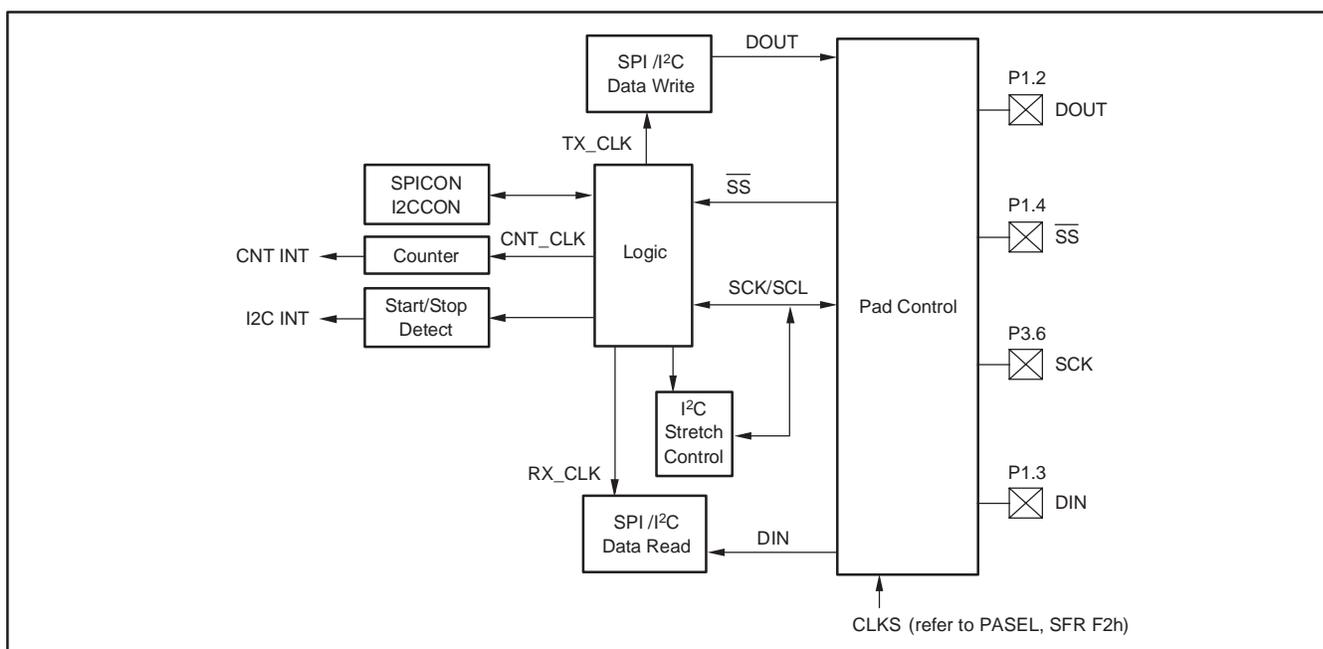 DOUT
SPI /I²C
Data Write
P1.2
DOUT
TX_CLK
SPICON
I2CCON
SS
P1.4
SS
CNT_CLK
CNT INT
Counter
Logic
SCK/SCL
Pad Control
I2C INT
Start/Stop
Detect
P3.6
SCK
I²C
Stretch
Control
RX_CLK
P1.3
DIN
SPI /I²C
Data Read
DIN
CLKS (refer to PASEL, SFR F2h)